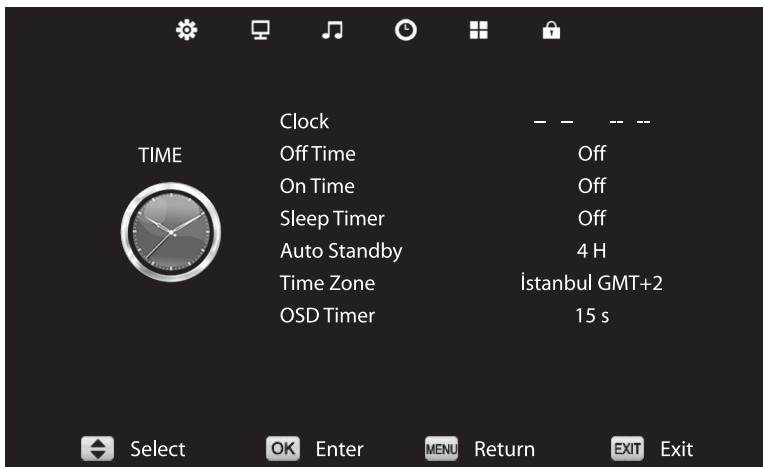 Clock – – -- --
TIME
Off Time Off
On Time Off
Sleep Timer Off
Auto Standby 4 H
Time Zone İstanbul GMT+2
OSD Timer 15 s
Select OK Enter MENU Return EXIT Exit